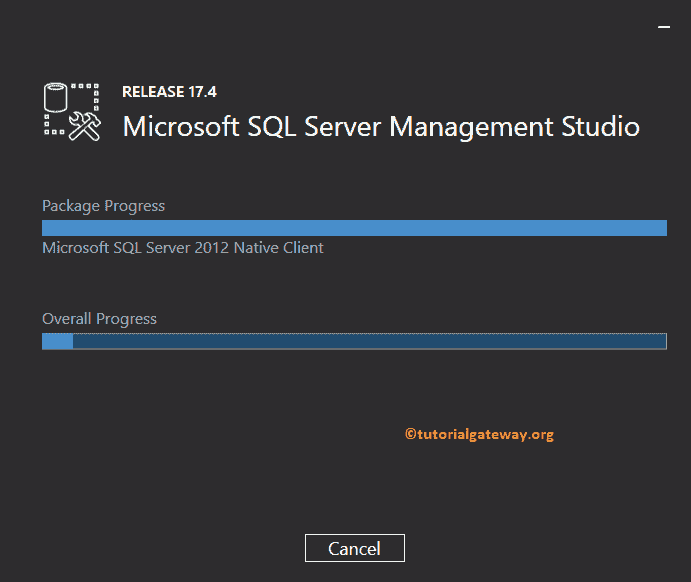 RELEASE 17.4
Microsoft SQL Server Management Studio
Package Progress
Microsoft SQL Server 2012 Native Client
Overall Progress
©tutorialgateway.org
Cancel